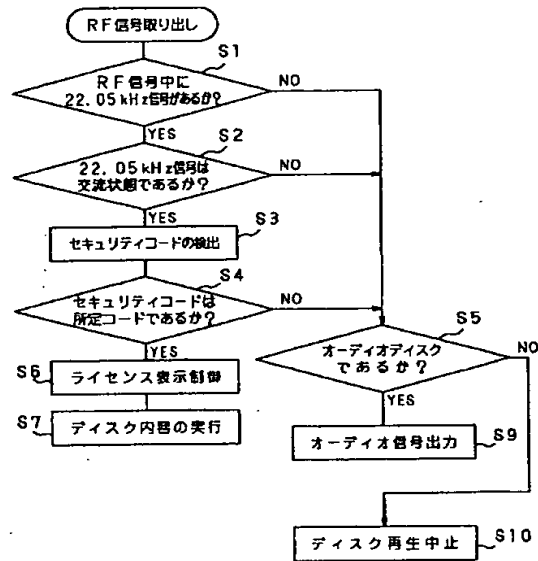 RF信号取り出し
S1
RF信号中に
22.05kHz信号があるか?
NO
YES
S2
22.05kHz信号は
交流状態であるか?
NO
YES
S3
セキュリティコードの検出
S4
セキュリティコードは
所定コードであるか?
NO
YES
S5
オーディオディスク
であるか?
NO
YES
S6
ライセンス表示制御
S7
ディスク内容の実行
オーディオ信号出力
S9
ディスク再生中止
S10